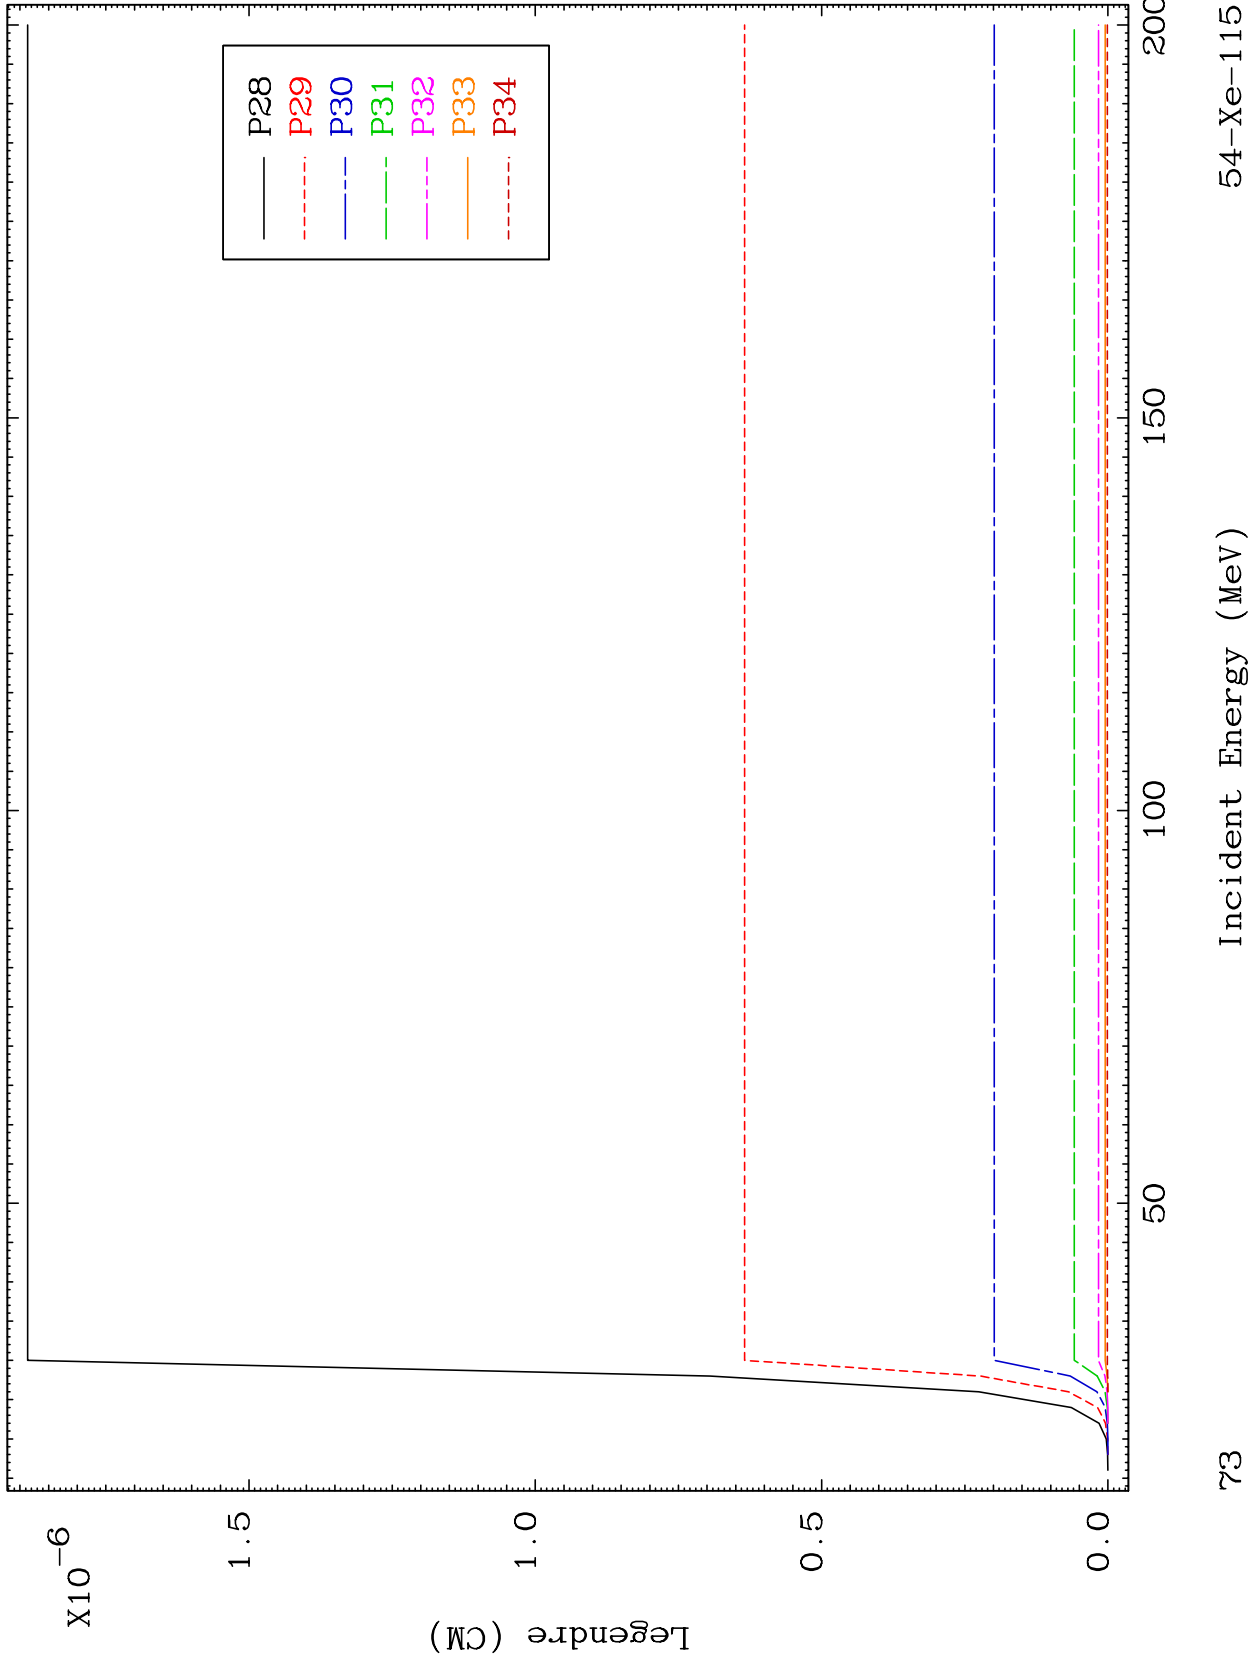 X10-6
1.5
1.0
0.5
0.0
Legendre (CM)
P28
P29
P30
P31
P32
P33
P34
50
100
150
200
Incident Energy (MeV)
73
54-Xe-115